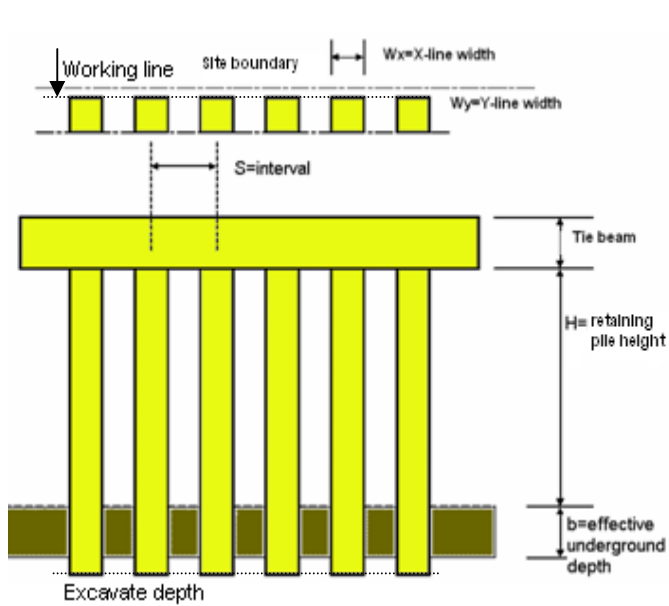 Wx=X-line width
Site boundary
Working line
Wy=Y-line width
S=interval
Tie beam
H= retaining
pile height
b=effective
underground
depth
Excavate depth